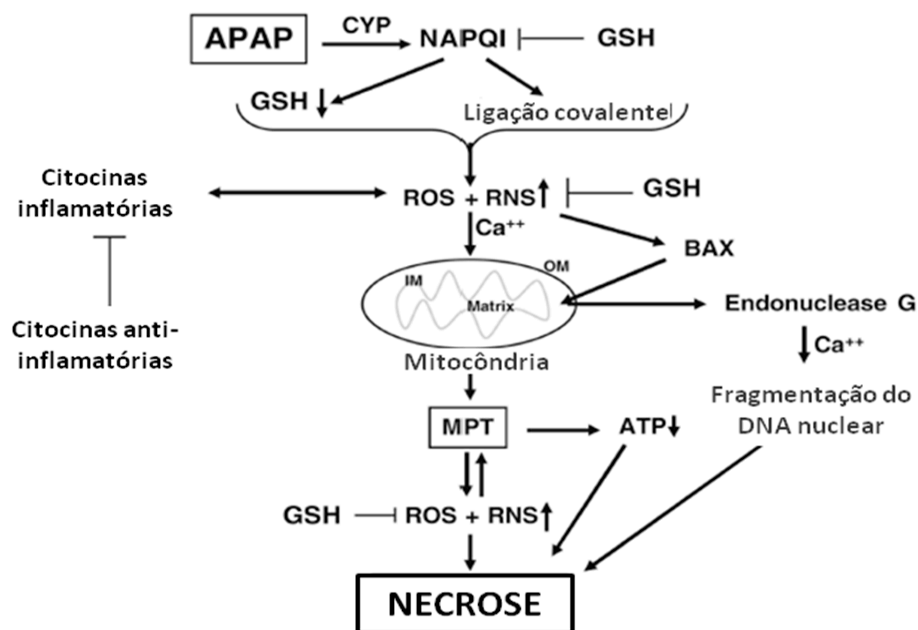 APAP
CYP
NAPQI
GSH
GSH
Ligação covalente
Citocinas
inflamatórias
ROS + RNS
GSH
Ca⁺⁺
BAX
IM
OM
Matrix
Mitocôndria
Endonuclease G
Ca⁺⁺
Citocinas anti-
inflamatórias
Fragmentação do
DNA nuclear
MPT
ATP
GSH
ROS + RNS
NECROSE